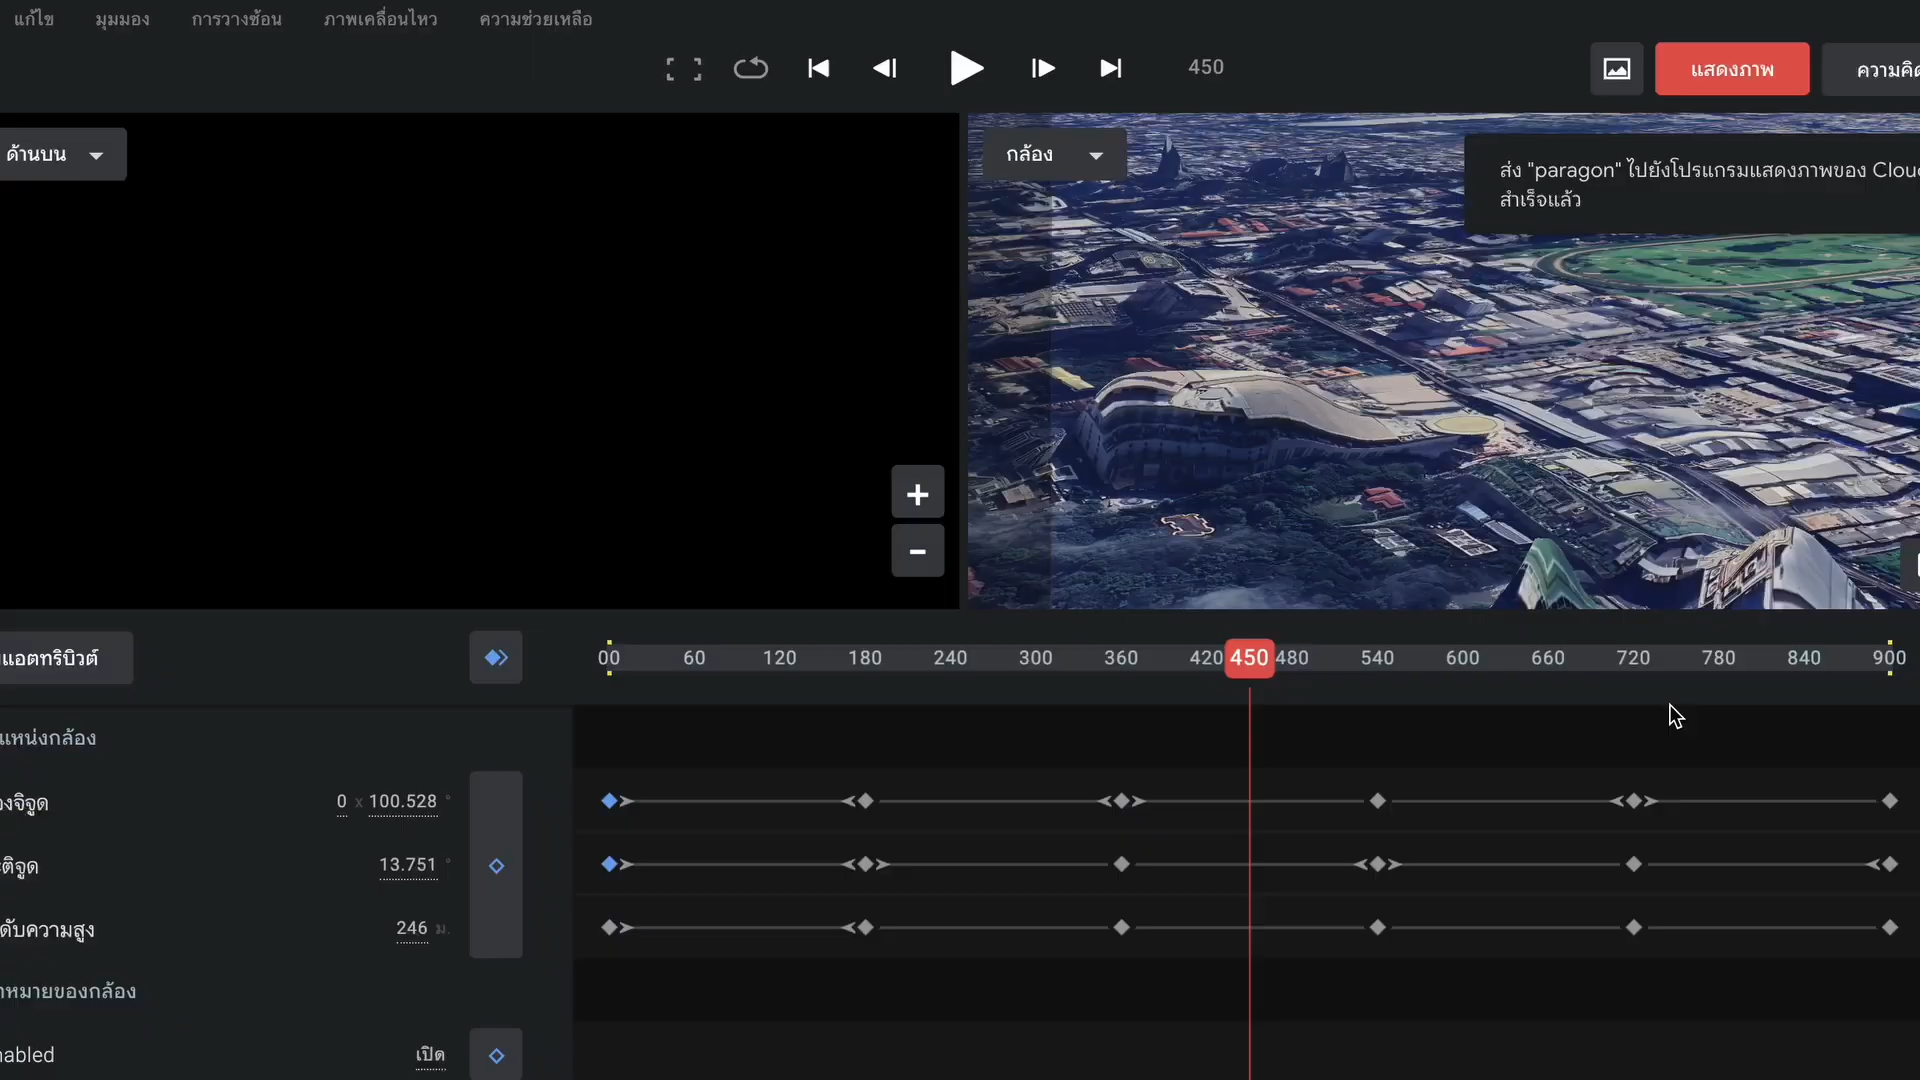 แก้ไข มุมมอง การวางซ้อน ภาพเคลื่อนไหว ความช่วยเหลือ
450
แสดงภาพ
ความคิด
ด้านบน
กล้อง
ส่ง "paragon" ไปยังโปรแกรมแสดงภาพของ Clou
สำเร็จแล้ว
แอตทริบิวต์
00 60 120 180 240 300 360 420 450 480 540 600 660 720 780 840 900
แหน่งกล้อง
องจิจูด 0 x 100.528 °
ะติจูด 13.751 °
ดับความสูง 246 ม.
าหมายของกล้อง
nabled เปิด